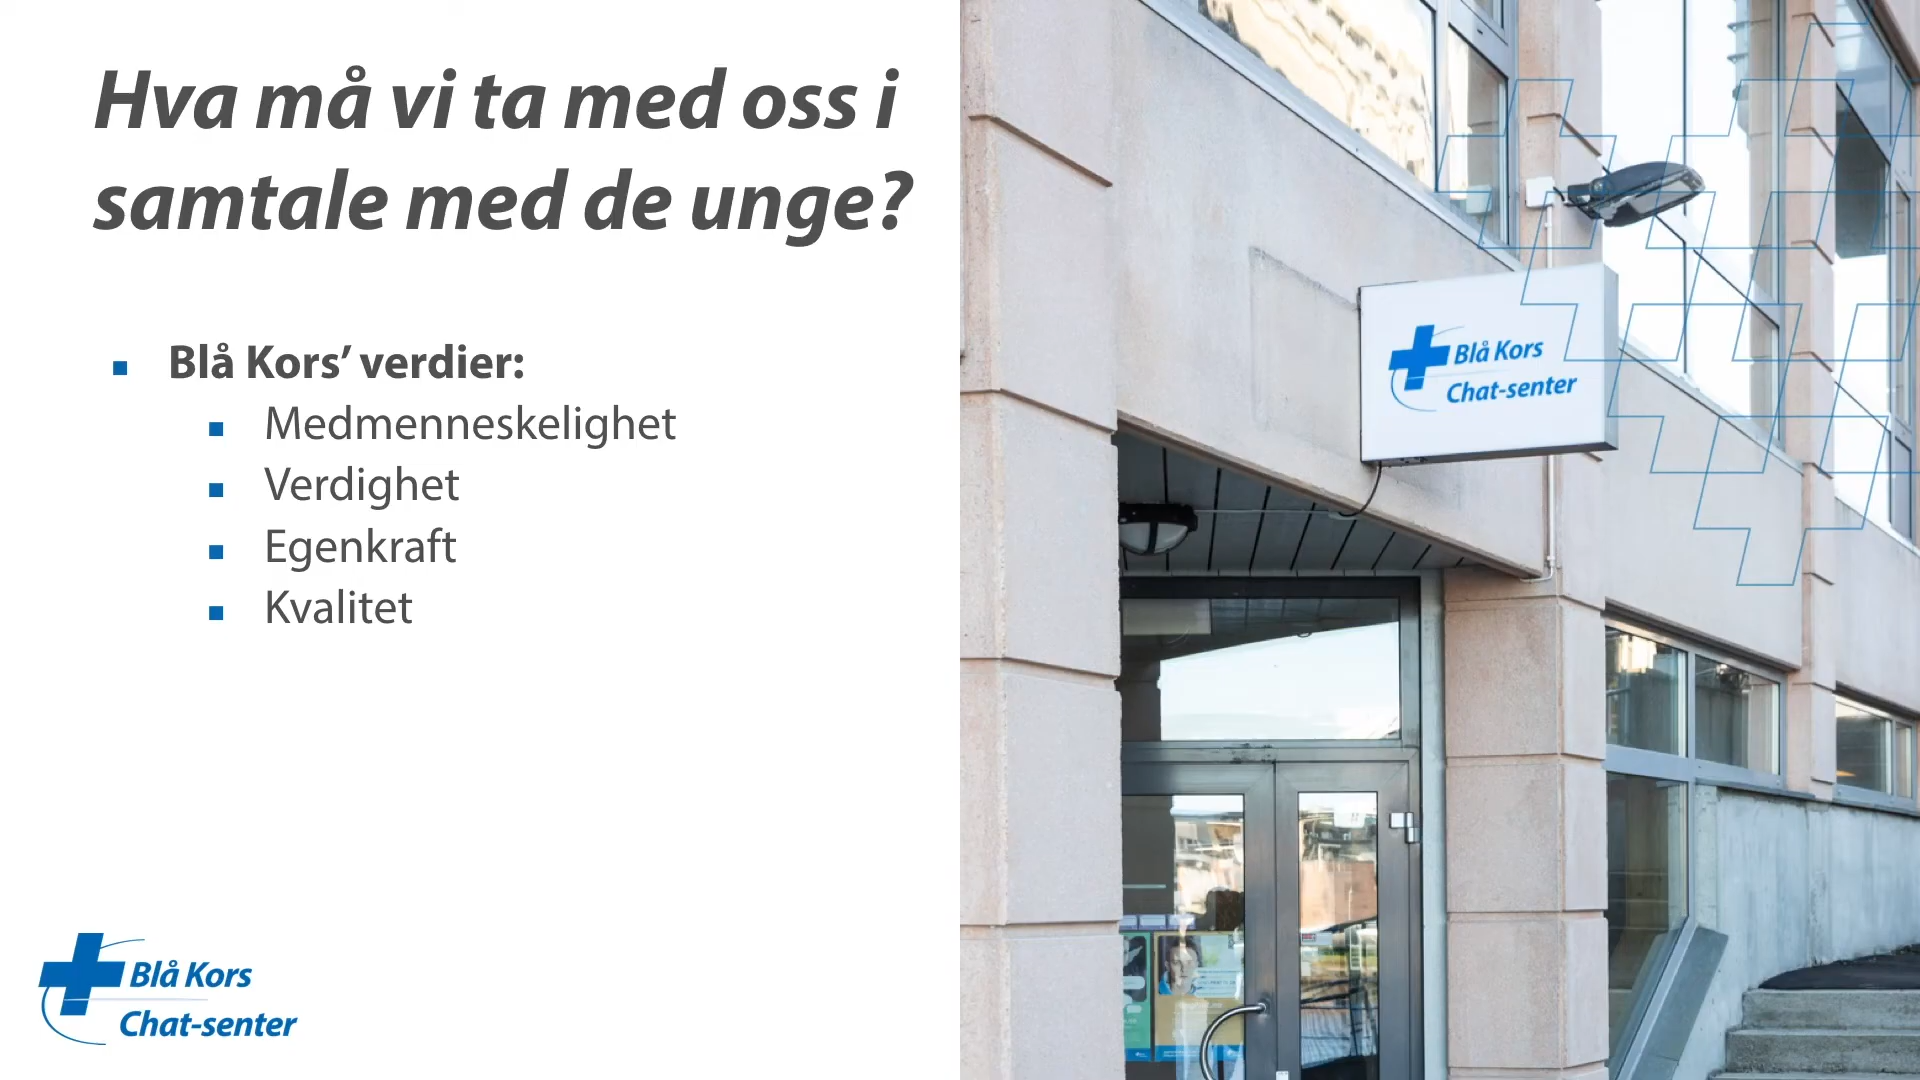 Hva må vi ta med oss i
samtale med de unge?
Blå Kors’ verdier:
Medmenneskelighet
Verdighet
Egenkraft
Kvalitet
Blå Kors
Chat-senter
Blå Kors
Chat-senter